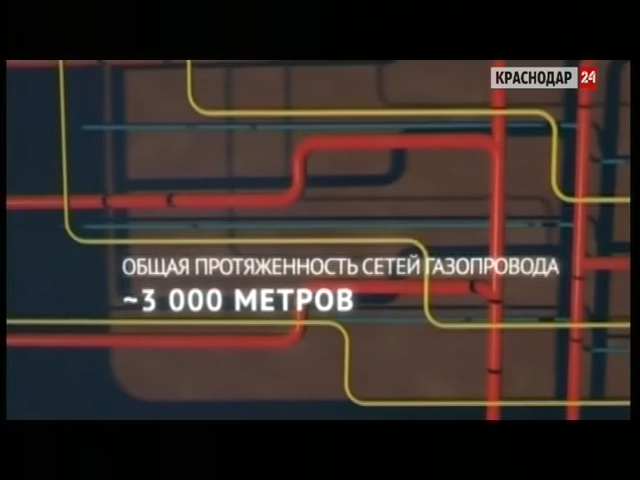 КРАСНОДАР 24
ОБЩАЯ ПРОТЯЖЕННОСТЬ СЕТЕЙ ГАЗОПРОВОДА
~3 000 МЕТРОВ